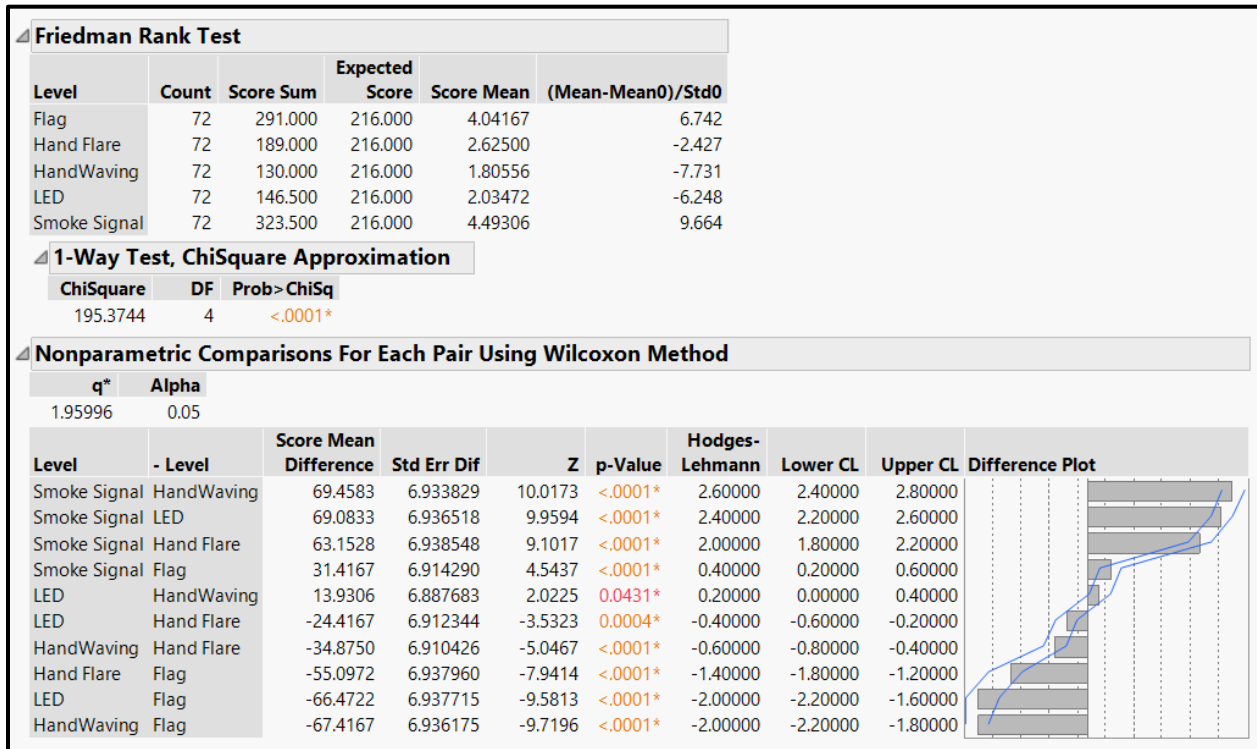 Friedman Rank Test
Expected
Level Count Score Sum Score Score Mean (Mean-Mean0)/Std0
Flag 72 291.000 216.000 4.04167 6.742
Hand Flare 72 189.000 216.000 2.62500 -2.427
HandWaving 72 130.000 216.000 1.80556 -7.731
LED 72 146.500 216.000 2.03472 -6.248
Smoke Signal 72 323.500 216.000 4.49306 9.664
1-Way Test, ChiSquare Approximation
ChiSquare DF Prob>ChiSq
195.3744 4 <.0001*
Nonparametric Comparisons For Each Pair Using Wilcoxon Method
q* Alpha
1.95996 0.05
Score Mean Hodges-
Level - Level Difference Std Err Dif Z p-Value Lehmann Lower CL Upper CL Difference Plot
Smoke Signal HandWaving 69.4583 6.933829 10.0173 <.0001* 2.60000 2.40000 2.80000
Smoke Signal LED 69.0833 6.936518 9.9594 <.0001* 2.40000 2.20000 2.60000
Smoke Signal Hand Flare 63.1528 6.938548 9.1017 <.0001* 2.00000 1.80000 2.20000
Smoke Signal Flag 31.4167 6.914290 4.5437 <.0001* 0.40000 0.20000 0.60000
LED HandWaving 13.9306 6.887683 2.0225 0.0431* 0.20000 0.00000 0.40000
LED Hand Flare -24.4167 6.912344 -3.5323 0.0004* -0.40000 -0.60000 -0.20000
HandWaving Hand Flare -34.8750 6.910426 -5.0467 <.0001* -0.60000 -0.80000 -0.40000
Hand Flare Flag -55.0972 6.937960 -7.9414 <.0001* -1.40000 -1.80000 -1.20000
LED Flag -66.4722 6.937715 -9.5813 <.0001* -2.00000 -2.20000 -1.60000
HandWaving Flag -67.4167 6.936175 -9.7196 <.0001* -2.00000 -2.20000 -1.80000